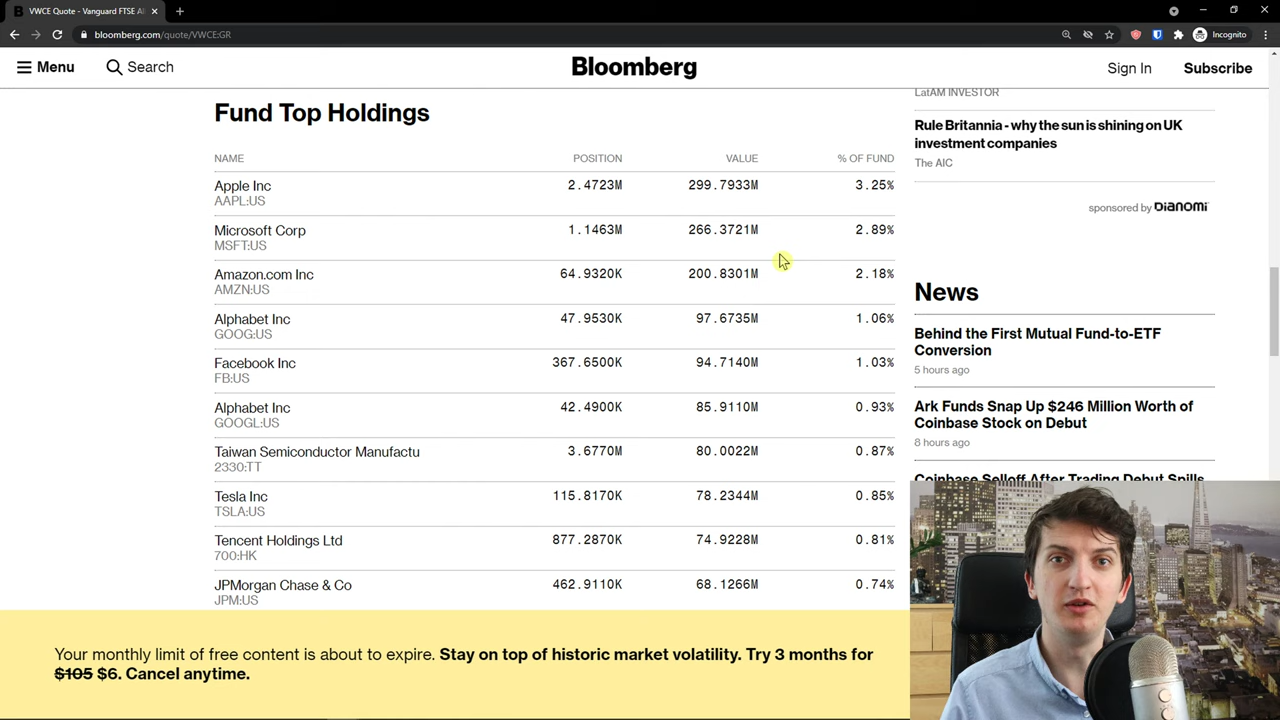 VWCE Quote - Vanguard FTSE Al
bloomberg.com/quote/VWCE:GR
Incognito
Menu
Search
Bloomberg
Sign In
Subscribe
Fund Top Holdings
NAME POSITION VALUE % OF FUND
Apple Inc 2.4723M 299.7933M 3.25%
AAPL:US
Microsoft Corp 1.1463M 266.3721M 2.89%
MSFT:US
Amazon.com Inc 64.9320K 200.8301M 2.18%
AMZN:US
Alphabet Inc 47.9530K 97.6735M 1.06%
GOOG:US
Facebook Inc 367.6500K 94.7140M 1.03%
FB:US
Alphabet Inc 42.4900K 85.9110M 0.93%
GOOGL:US
Taiwan Semiconductor Manufactu 3.6770M 80.0022M 0.87%
2330:TT
Tesla Inc 115.8170K 78.2344M 0.85%
TSLA:US
Tencent Holdings Ltd 877.2870K 74.9228M 0.81%
700:HK
JPMorgan Chase & Co 462.9110K 68.1266M 0.74%
JPM:US
LatAM INVESTOR
Rule Britannia - why the sun is shining on UK
investment companies
The AIC
sponsored by DIANOMI
News
Behind the First Mutual Fund-to-ETF
Conversion
5 hours ago
Ark Funds Snap Up $246 Million Worth of
Coinbase Stock on Debut
8 hours ago
Coinbase Selloff After Trading Debut Spills
Your monthly limit of free content is about to expire. Stay on top of historic market volatility. Try 3 months for
$105 $6. Cancel anytime.